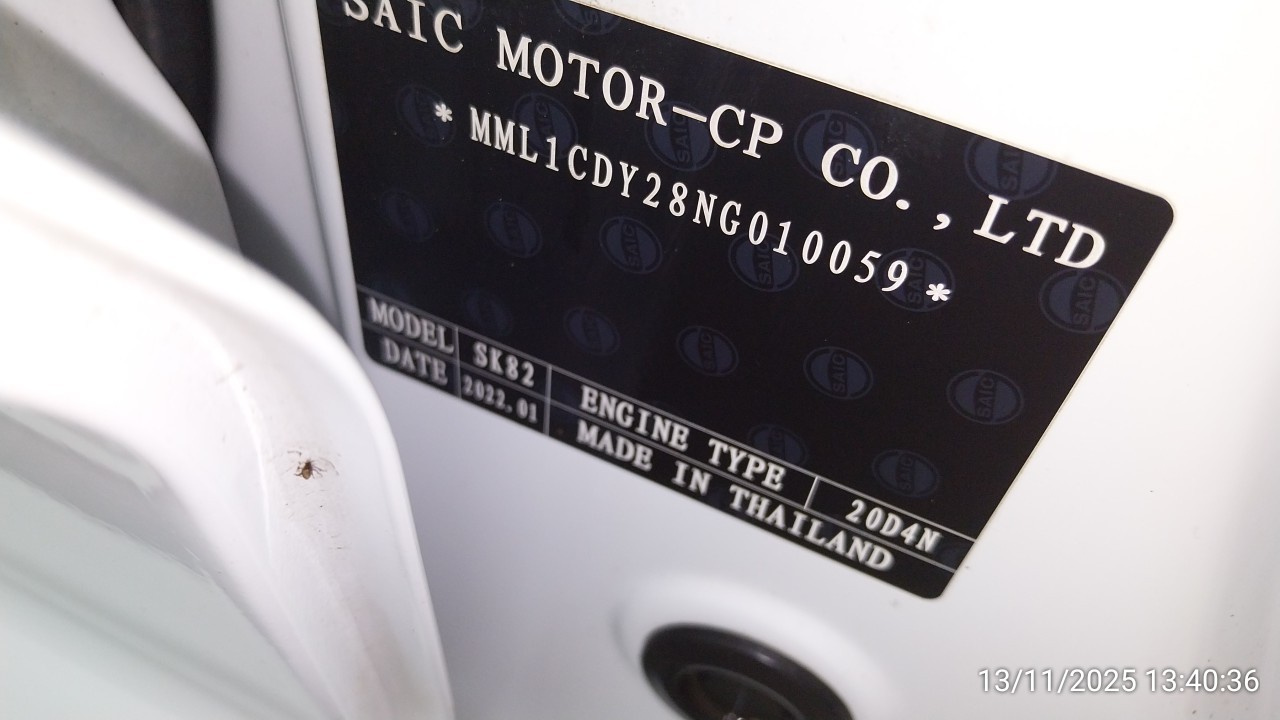 SAIC MOTOR-CP CO.,LTD
* MML1CDY28NG010059 *
MODEL SK82 ENGINE TYPE 20D4N
DATE 2022.01 MADE IN THAILAND
13/11/2025 13:40:36